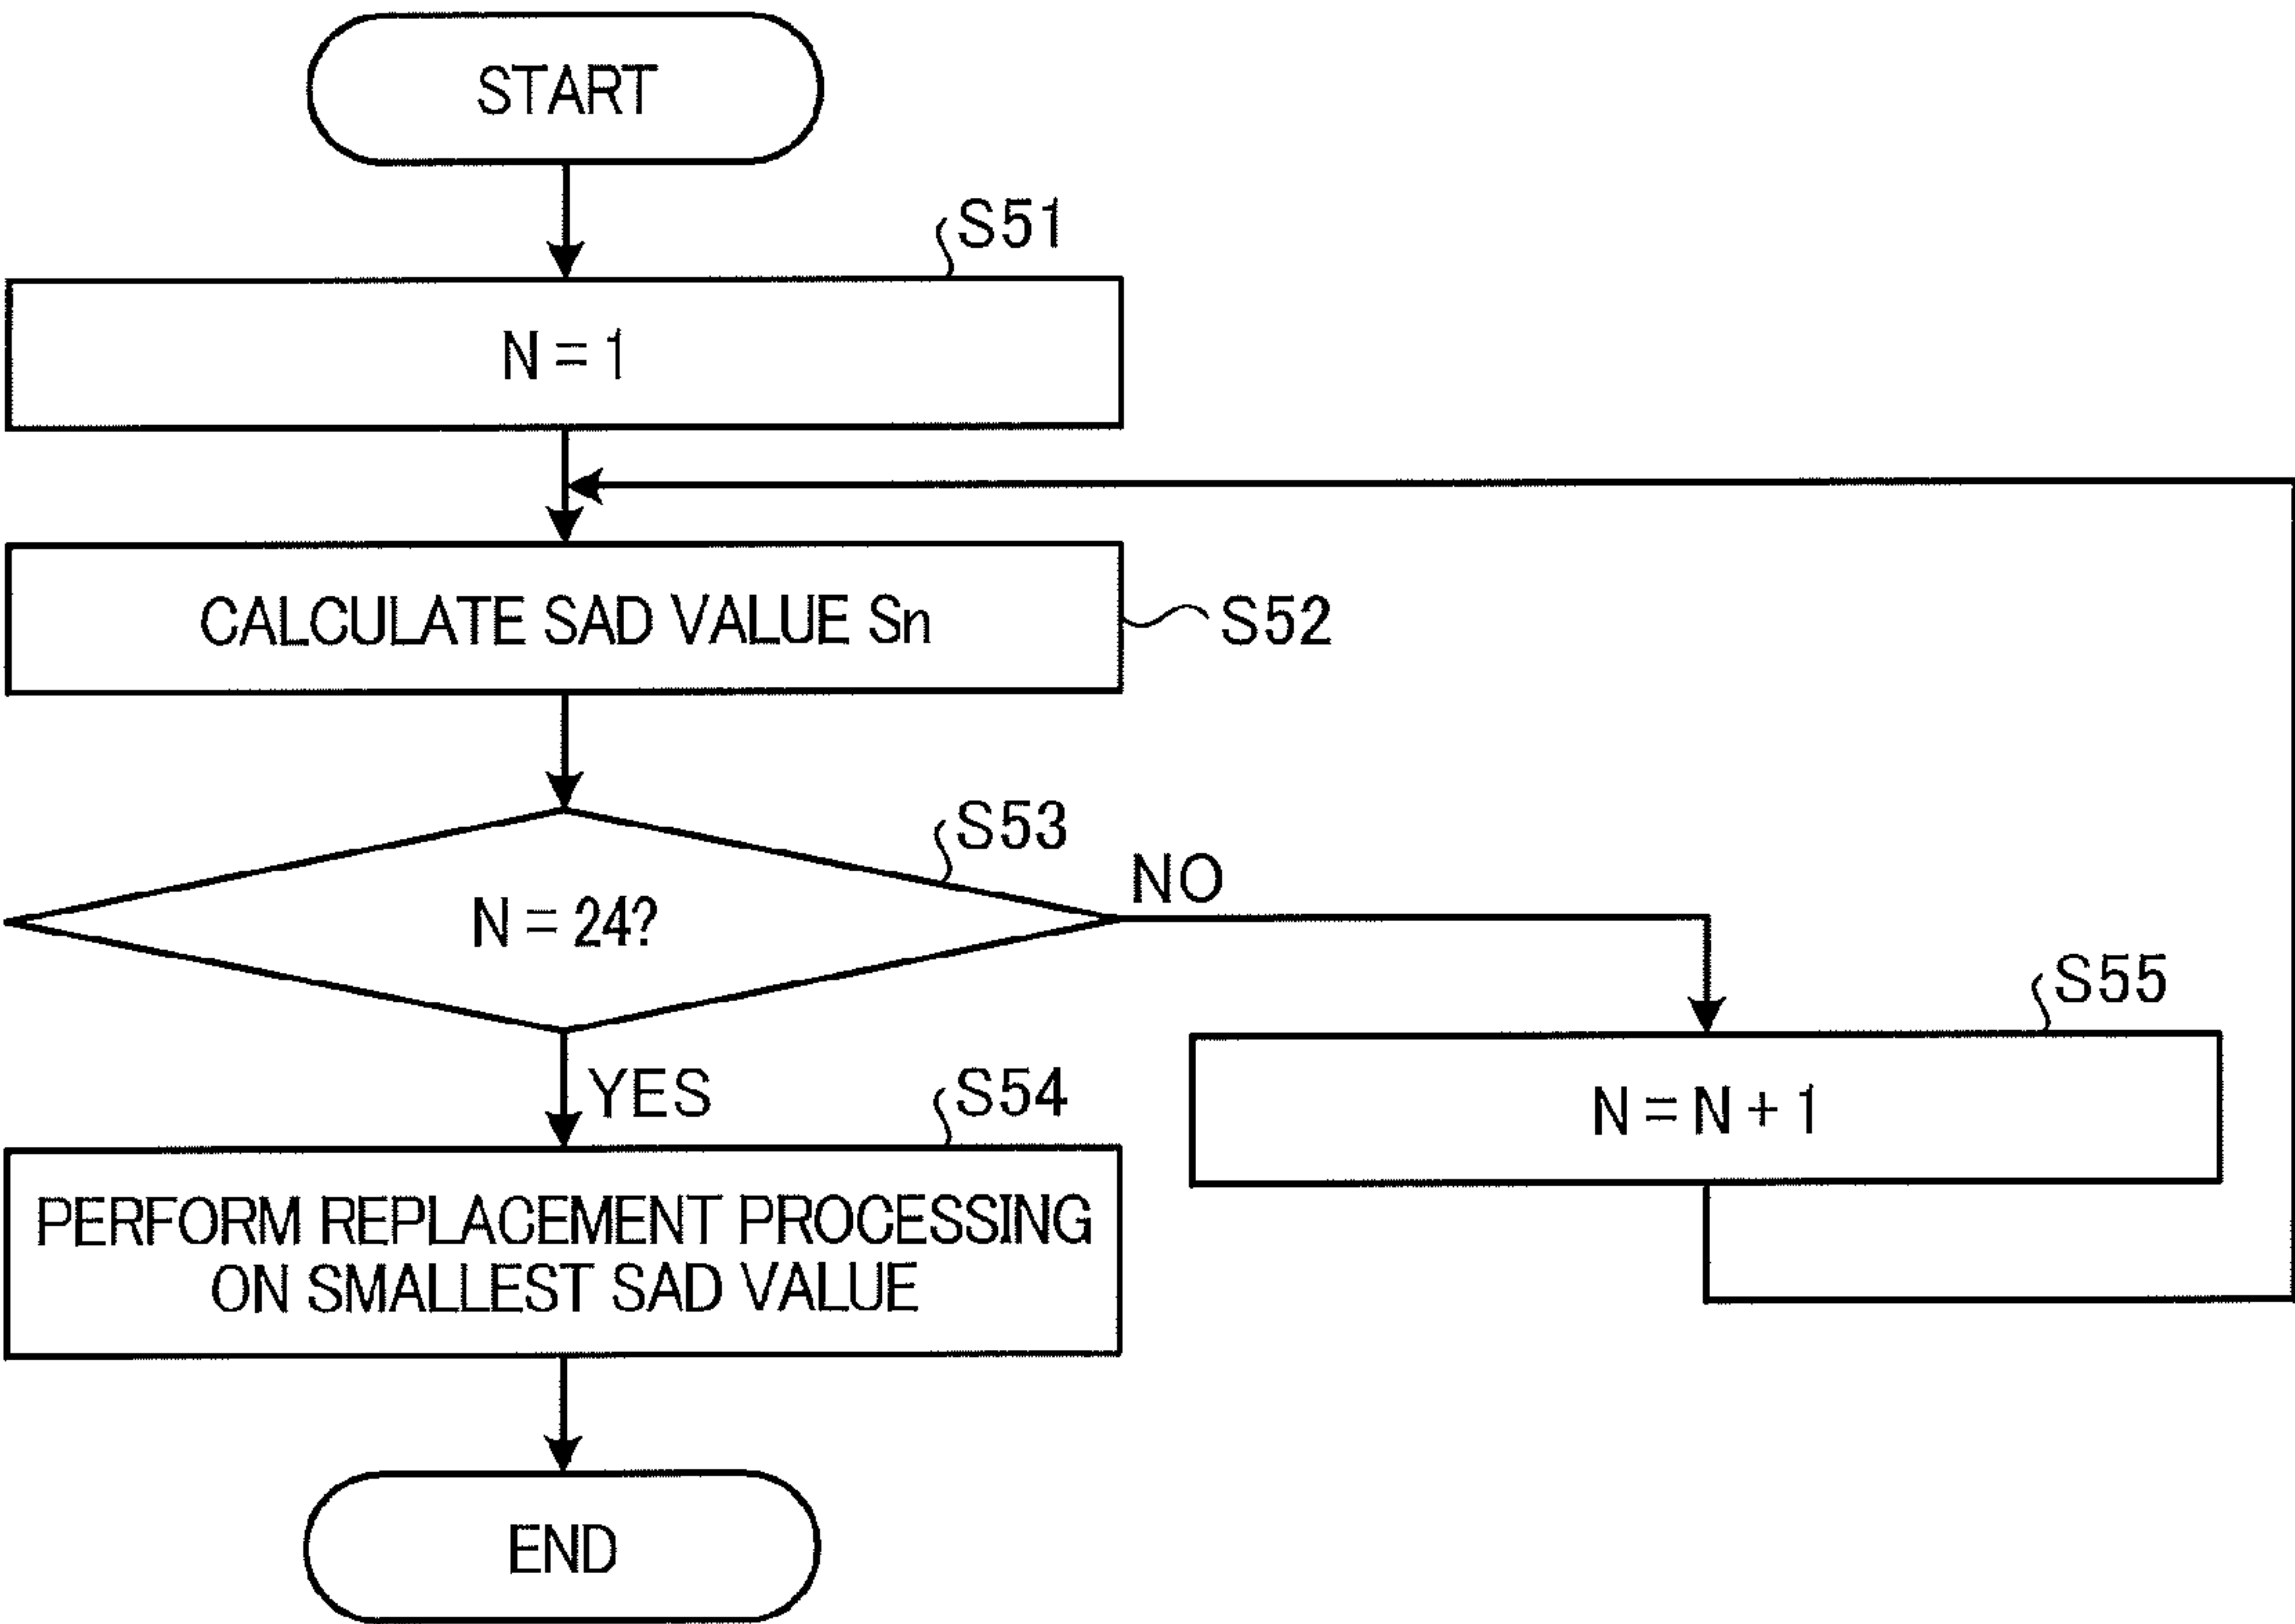 START
S51
N = 1
CALCULATE SAD VALUE Sn
S52
S53
N = 24?
NO
S55
N = N + 1
YES
S54
PERFORM REPLACEMENT PROCESSING
ON SMALLEST SAD VALUE
END